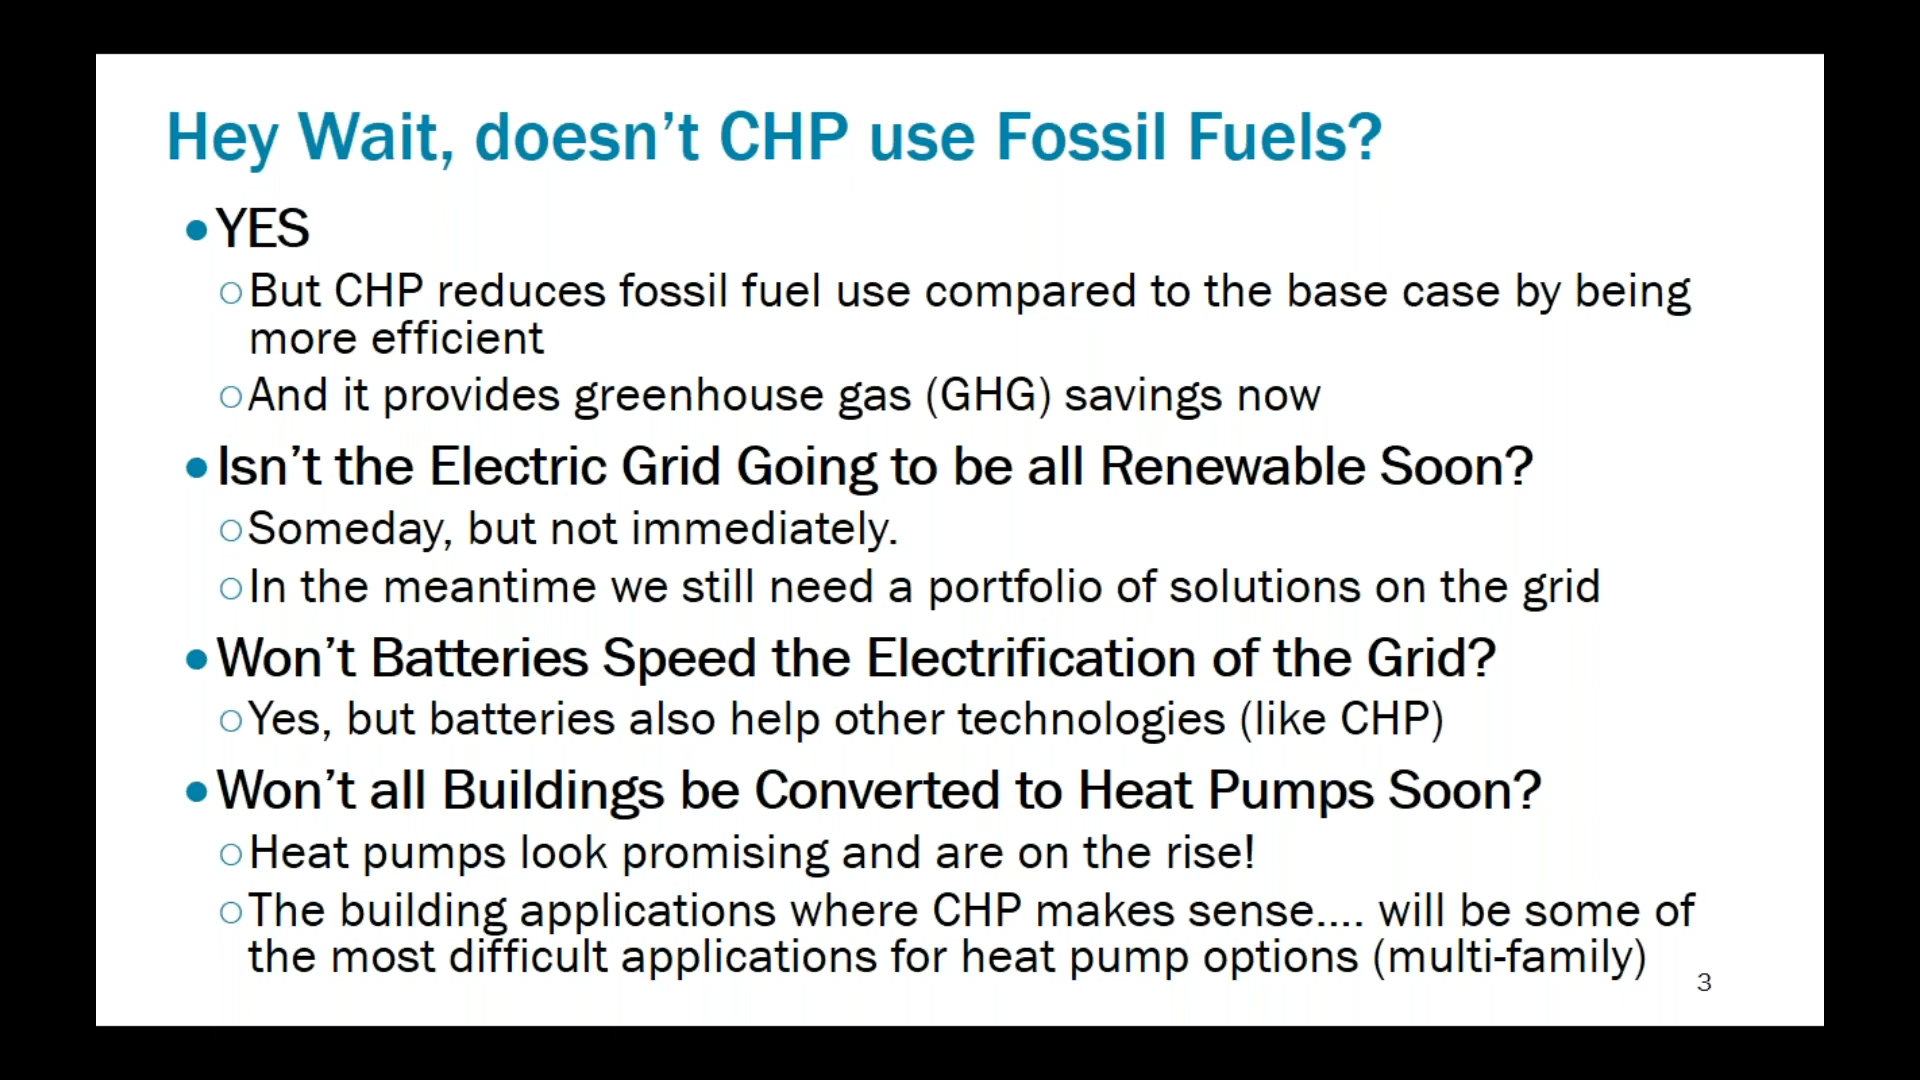 Hey Wait, doesn’t CHP use Fossil Fuels?
•YES
○But CHP reduces fossil fuel use compared to the base case by being
more efficient
○And it provides greenhouse gas (GHG) savings now
•Isn’t the Electric Grid Going to be all Renewable Soon?
○Someday, but not immediately.
○In the meantime we still need a portfolio of solutions on the grid
•Won’t Batteries Speed the Electrification of the Grid?
○Yes, but batteries also help other technologies (like CHP)
•Won’t all Buildings be Converted to Heat Pumps Soon?
○Heat pumps look promising and are on the rise!
○The building applications where CHP makes sense.... will be some of
the most difficult applications for heat pump options (multi-family)
3